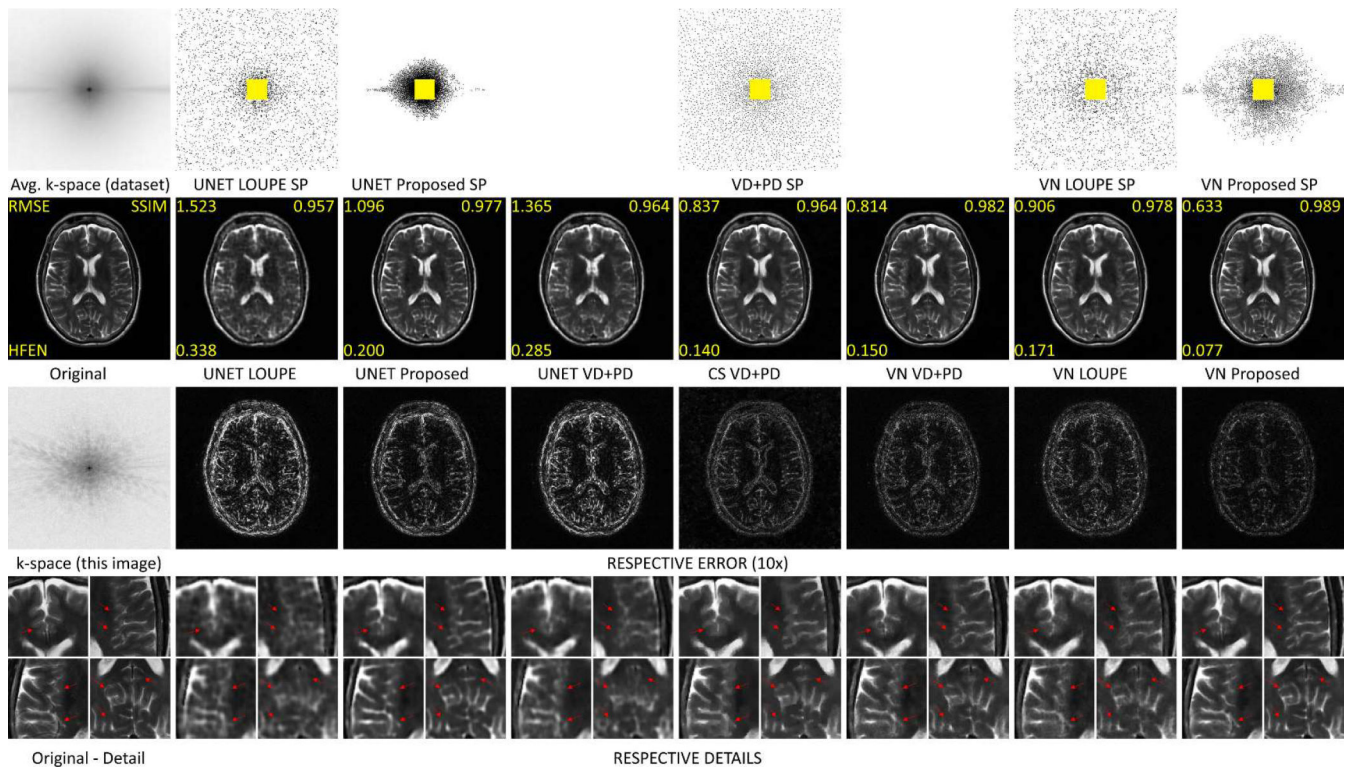 Avg. k-space (dataset) UNET LOUPE SP UNET Proposed SP VD+PD SP VN LOUPE SP VN Proposed SP
RMSE SSIM 1.523 0.957 1.096 0.977 1.365 0.964 0.837 0.964 0.814 0.982 0.906 0.978 0.633 0.989
HFEN 0.338 0.200 0.285 0.140 0.150 0.171 0.077
Original UNET LOUPE UNET Proposed UNET VD+PD CS VD+PD VN VD+PD VN LOUPE VN Proposed
k-space (this image) RESPECTIVE ERROR (10x)
Original - Detail RESPECTIVE DETAILS